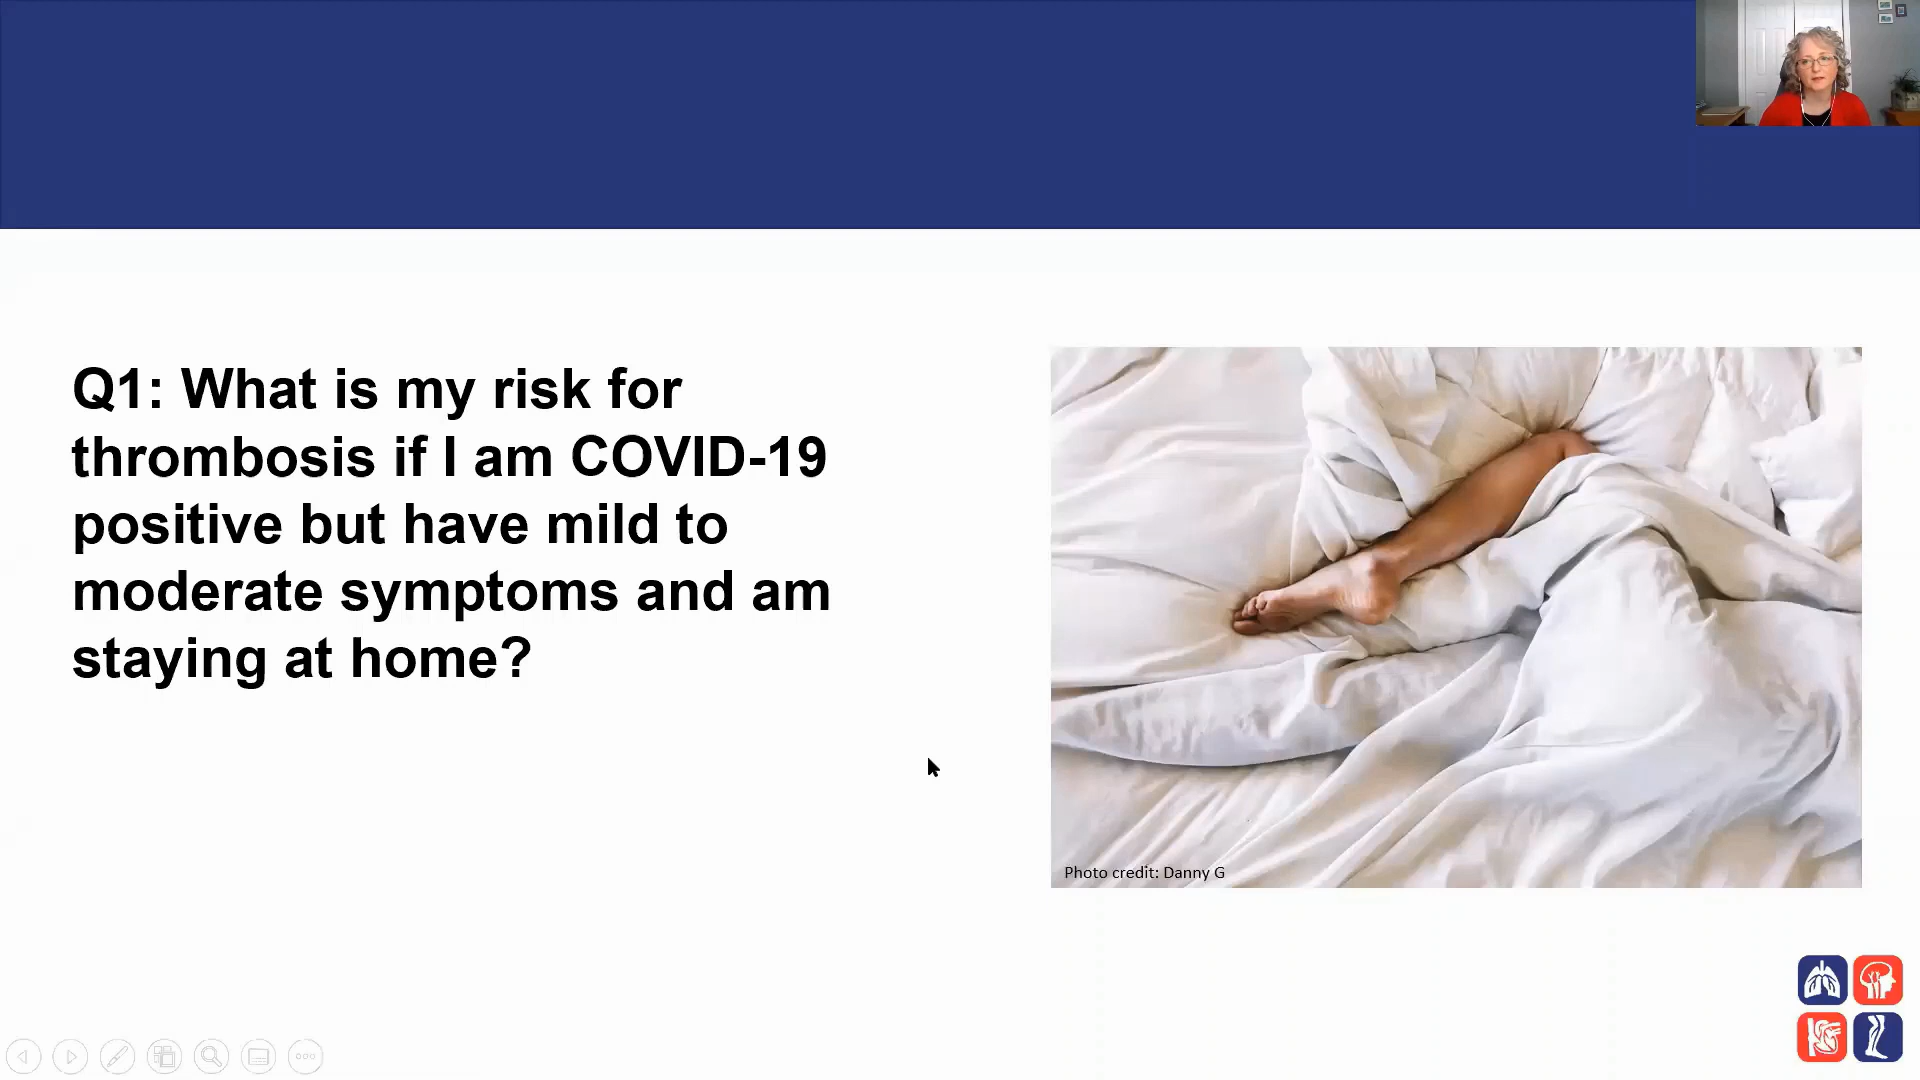 Q1: What is my risk for
thrombosis if I am COVID-19
positive but have mild to
moderate symptoms and am
staying at home?
Photo credit: Danny G